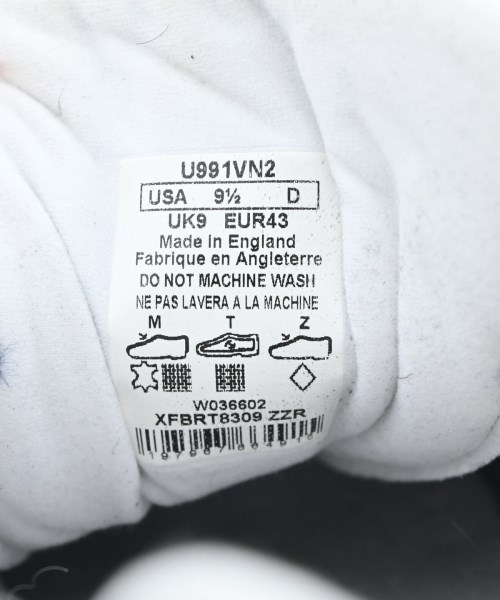 U991VN2
USA 9½ D
UK9 EUR43
Made in England
Fabrique en Angleterre
DO NOT MACHINE WASH
NE PAS LAVERA A LA MACHINE
M T Z
W036602
XFBRT8309 ZZR